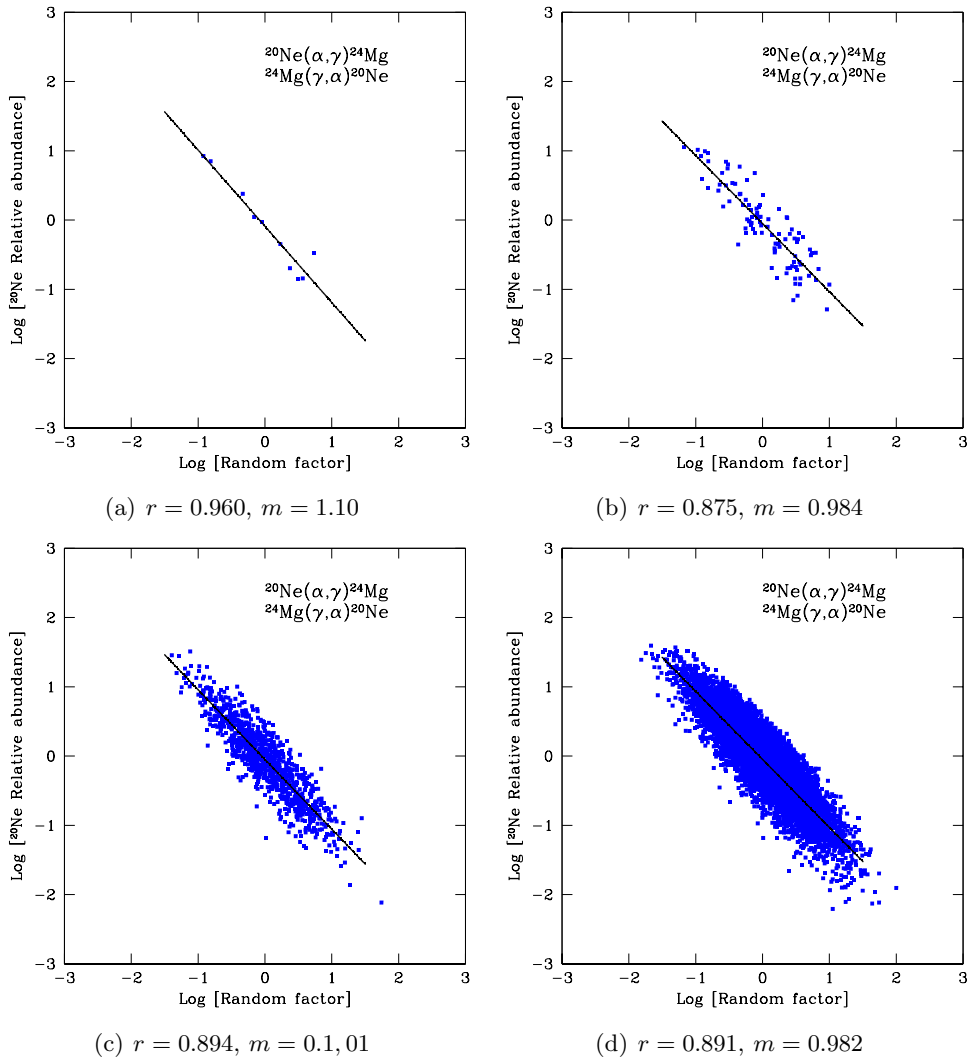 3
2
1
0
−1
−2
−3
−3
−2
−1
0
1
2
3
Log [²⁰Ne Relative abundance]
Log [Random factor]
²⁰Ne(α,γ)²⁴Mg
²⁴Mg(γ,α)²⁰Ne
(a) r = 0.960, m = 1.10
3
2
1
0
−1
−2
−3
−3
−2
−1
0
1
2
3
Log [²⁰Ne Relative abundance]
Log [Random factor]
²⁰Ne(α,γ)²⁴Mg
²⁴Mg(γ,α)²⁰Ne
(b) r = 0.875, m = 0.984
3
2
1
0
−1
−2
−3
−3
−2
−1
0
1
2
3
Log [²⁰Ne Relative abundance]
Log [Random factor]
²⁰Ne(α,γ)²⁴Mg
²⁴Mg(γ,α)²⁰Ne
(c) r = 0.894, m = 0.1, 01
3
2
1
0
−1
−2
−3
−3
−2
−1
0
1
2
3
Log [²⁰Ne Relative abundance]
Log [Random factor]
²⁰Ne(α,γ)²⁴Mg
²⁴Mg(γ,α)²⁰Ne
(d) r = 0.891, m = 0.982